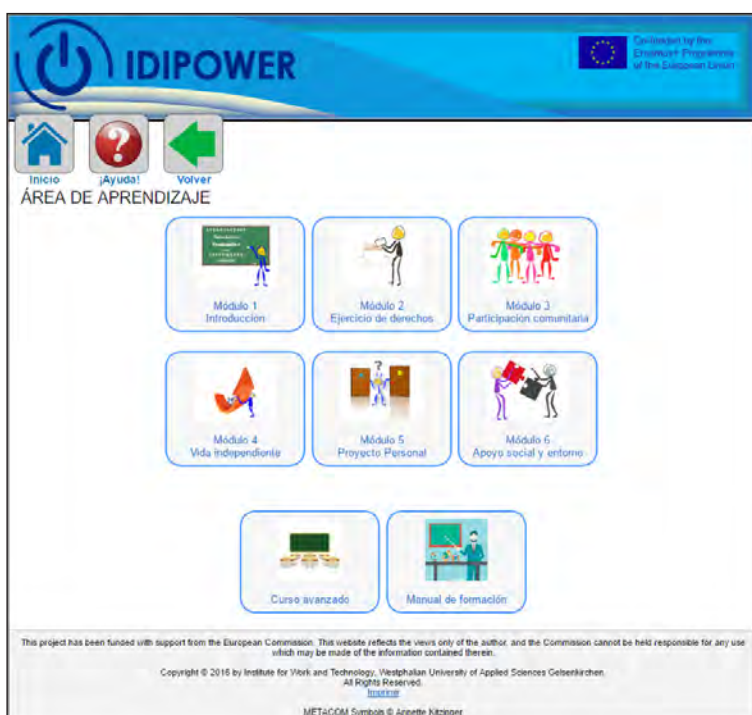 IDIPOWER
Co-funded by the
Erasmus+ Programme
of the European Union
Inicio
¡Ayuda!
Volver
ÁREA DE APRENDIZAJE
Módulo 1
Introducción
Módulo 2
Ejercicio de derechos
Módulo 3
Participación comunitaria
Módulo 4
Vida independiente
Módulo 5
Proyecto Personal
Módulo 6
Apoyo social y entorno
Curso avanzado
Manual de formación
This project has been funded with support from the European Commission. This website reflects the views only of the author, and the Commission cannot be held responsible for any use
which may be made of the information contained therein.
Copyright © 2016 by Institute for Work and Technology, Westphalian University of Applied Sciences Gelsenkirchen.
All Rights Reserved.
Imprimir
METACOM Symbols © Annette Kitzinger